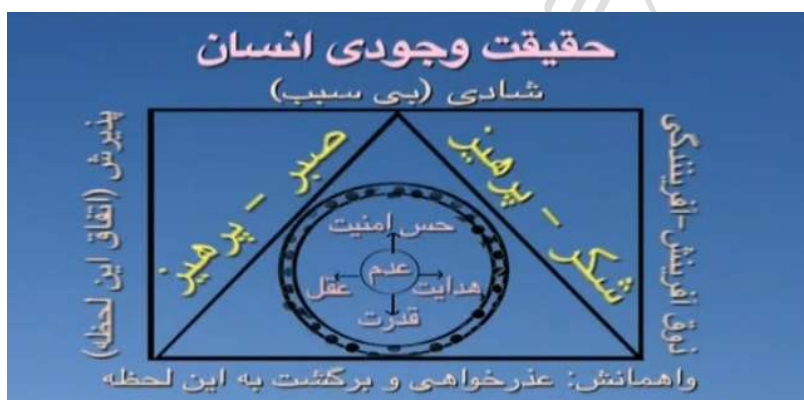 حقیقت وجودی انسان
شادی (بی سبب)
پذیرش (اتفاق این لحظه)
صبر - پرهیز
شکر - پرهیز
ذوق آفرینش-آفرینندگی
حس امنیت
عدم
هدایت
عقل
قدرت
واهمانش: عذرخواهی و برگشت به این لحظه